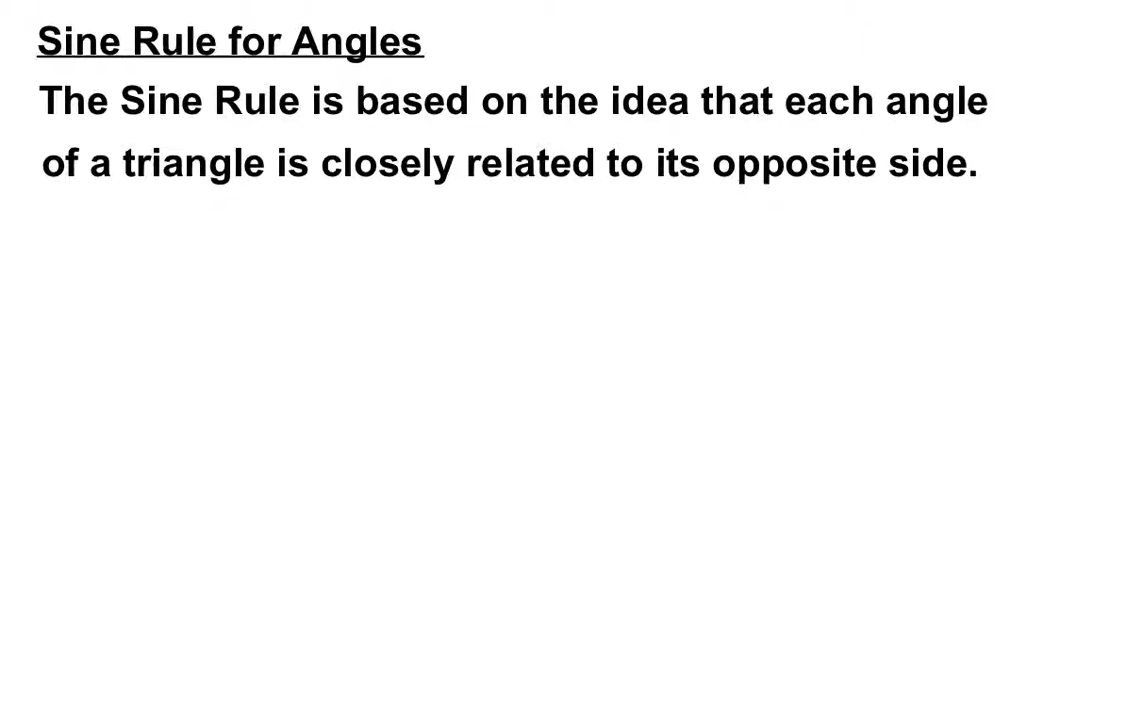 Sine Rule for Angles
The Sine Rule is based on the idea that each angle
of a triangle is closely related to its opposite side.